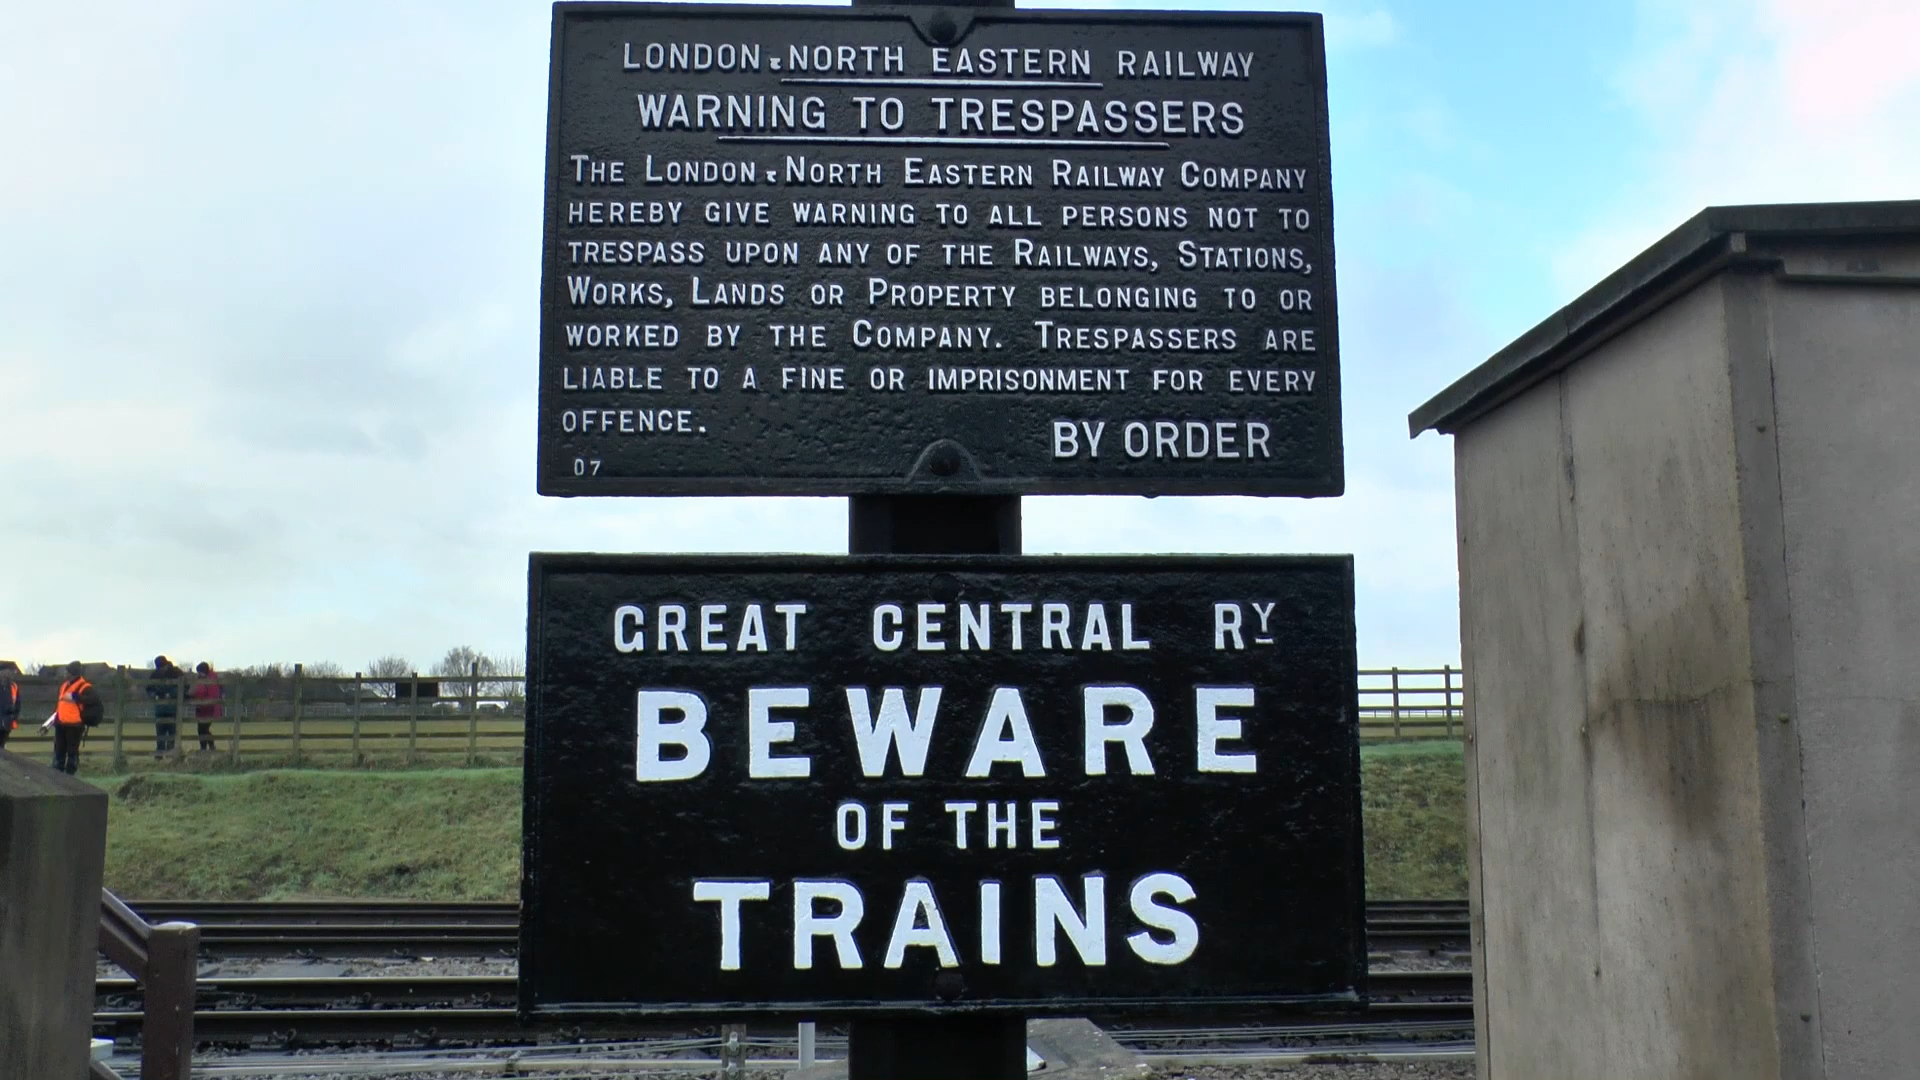 LONDON & NORTH EASTERN RAILWAY
WARNING TO TRESPASSERS
THE LONDON & NORTH EASTERN RAILWAY COMPANY
HEREBY GIVE WARNING TO ALL PERSONS NOT TO
TRESPASS UPON ANY OF THE RAILWAYS, STATIONS,
WORKS, LANDS OR PROPERTY BELONGING TO OR
WORKED BY THE COMPANY. TRESPASSERS ARE
LIABLE TO A FINE OR IMPRISONMENT FOR EVERY
OFFENCE.
BY ORDER
07
GREAT CENTRAL RY
BEWARE
OF THE
TRAINS